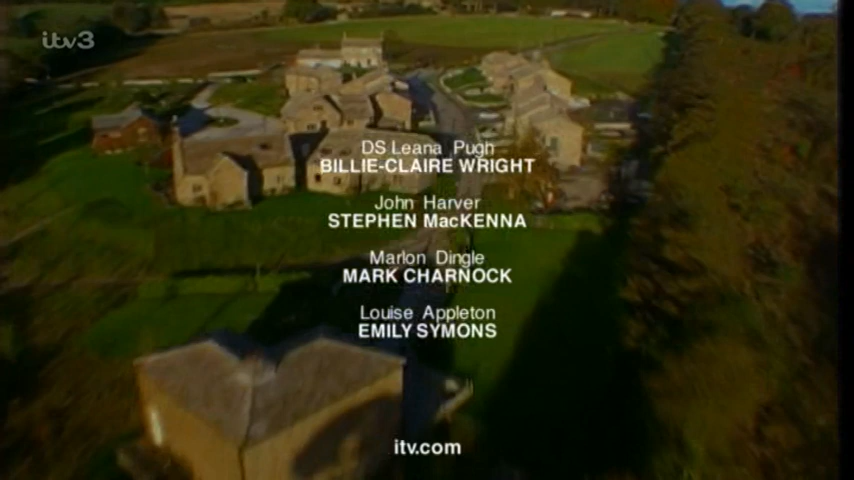 itv3
DS Leana Pugh
BILLIE-CLAIRE WRIGHT
John Harver
STEPHEN MacKENNA
Marlon Dingle
MARK CHARNOCK
Louise Appleton
EMILY SYMONS
itv.com